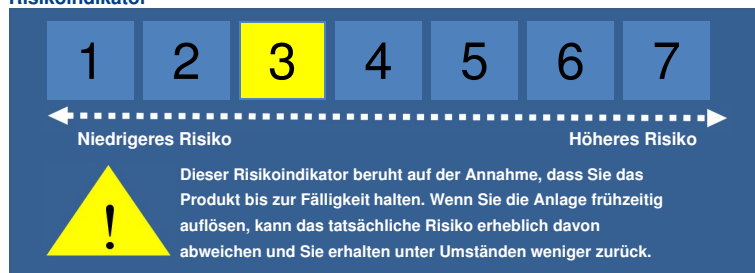 Risikoindikator
1 2 3 4 5 6 7
Niedrigeres Risiko Höheres Risiko
Dieser Risikoindikator beruht auf der Annahme, dass Sie das
Produkt bis zur Fälligkeit halten. Wenn Sie die Anlage frühzeitig
auflösen, kann das tatsächliche Risiko erheblich davon
abweichen und Sie erhalten unter Umständen weniger zurück.
!